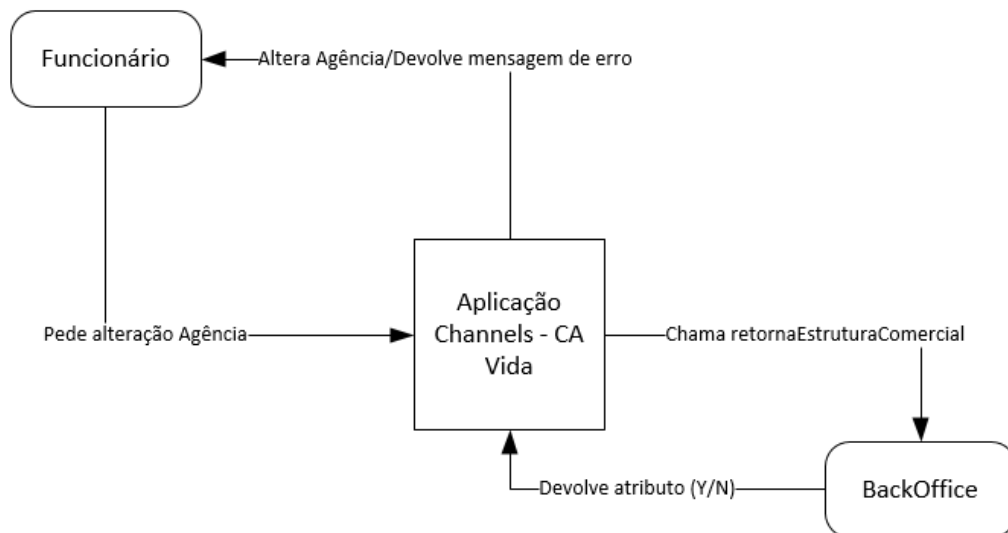 Funcionário
Altera Agência/Devolve mensagem de erro
Aplicação
Channels - CA
Vida
Pede alteração Agência
Chama retornaEstruturaComercial
Devolve atributo (Y/N)
BackOffice